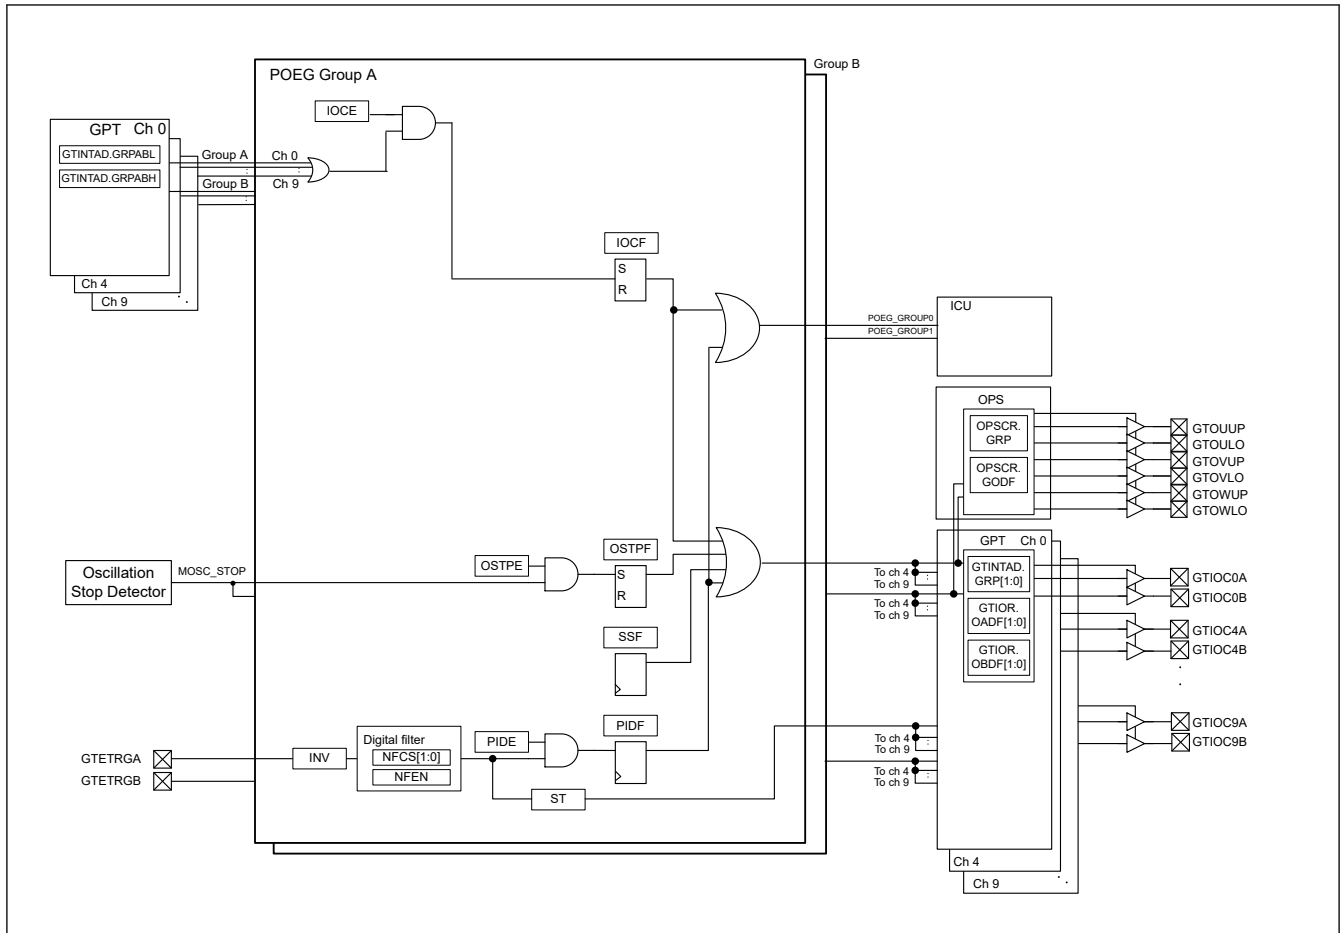 POEG Group A
Group B
IOCE
GPT Ch 0
GTINTAD.GRPABL
GTINTAD.GRPABH
Group A
Ch 0
:
:
Group B
Ch 9
:
Ch 4
Ch 9
IOCF
S
R
POEG_GROUP0
POEG_GROUP1
ICU
OPS
OPSCR.
GRP
OPSCR.
GODF
GTOUUP
GTOULO
GTOVUP
GTOVLO
GTOWUP
GTOWLO
Oscillation
Stop Detector
MOSC_STOP
OSTPE
OSTPF
S
R
SSF
GPT Ch 0
GTINTAD.
GRP[1:0]
GTIOR.
OADF[1:0]
GTIOR.
OBDF[1:0]
To ch 4
:
To ch 9
To ch 4
:
To ch 9
GTIOC0A
GTIOC0B
GTIOC4A
GTIOC4B
GTIOC9A
GTIOC9B
GTETRGA
GTETRGB
INV
Digital filter
NFCS[1:0]
NFEN
PIDE
PIDF
ST
To ch 4
:
To ch 9
To ch 4
:
To ch 9
Ch 4
Ch 9